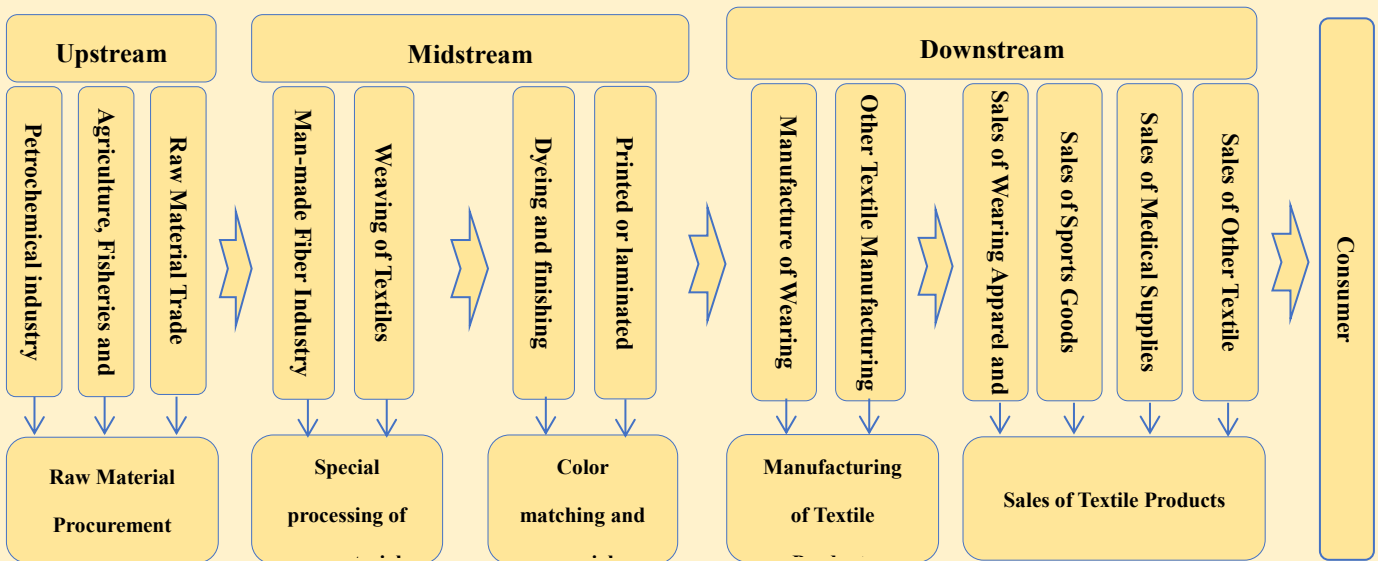 Upstream
Midstream
Downstream
Petrochemical industry
Agriculture, Fisheries and
Raw Material Trade
Man-made Fiber Industry
Weaving of Textiles
Dyeing and finishing
Printed or laminated
Manufacture of Wearing
Other Textile Manufacturing
Sales of Wearing Apparel and
Sales of Sports Goods
Sales of Medical Supplies
Sales of Other Textile
Consumer
Raw Material
Procurement
Special
processing of
Color
matching and
Manufacturing
of Textile
Sales of Textile Products